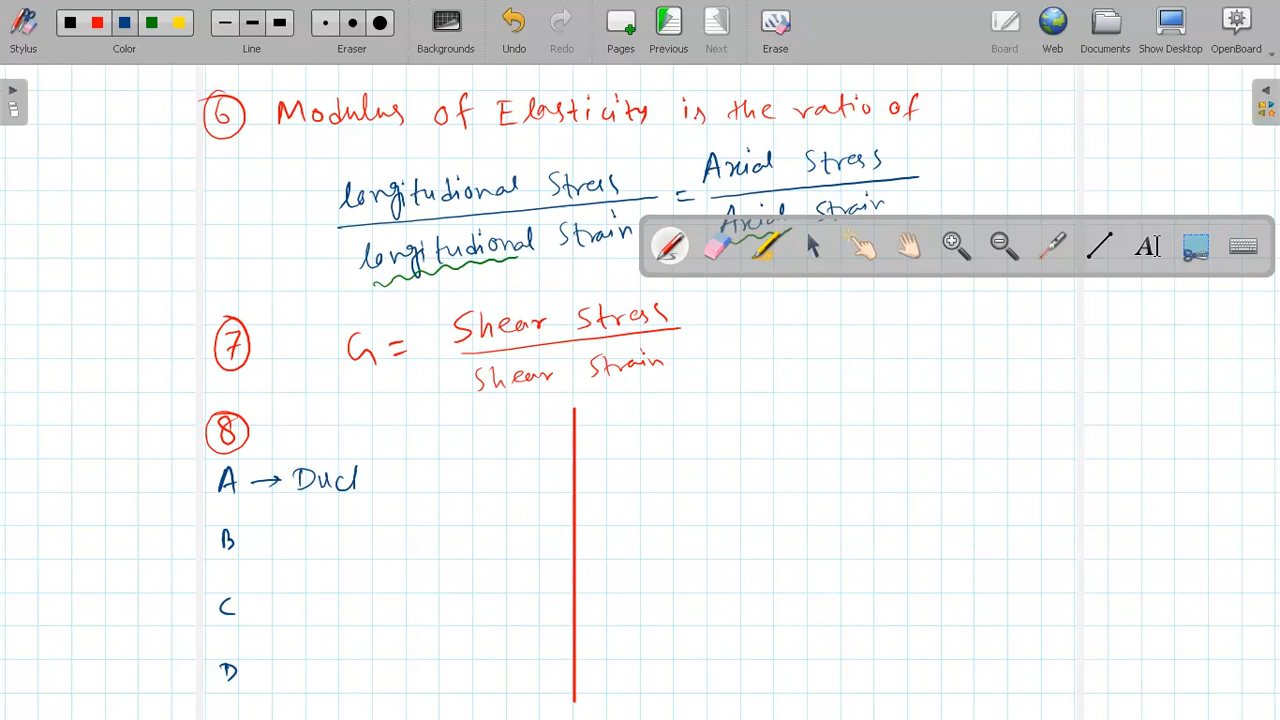 Stylus Color Line Eraser Backgrounds Undo Redo Pages Previous Next Erase Board Web Documents Show Desktop OpenBoard
6 Modulus of Elasticity is the ratio of
longitudional Stress = Axial Stress
longitudional Strain Axial Strain
7 G = Shear Stress
Shear Strain
8
A → Duct
B
C
D